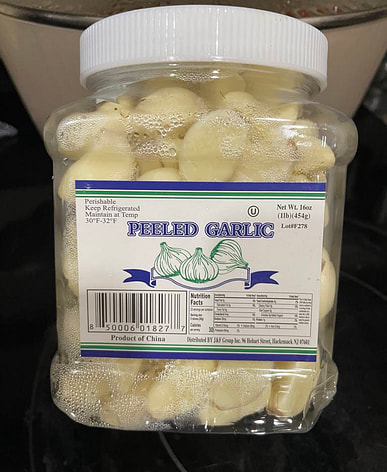 Perishable
Keep Refrigerated
Maintain at Temp
30°F-32°F
U
Net Wt. 16oz
(1lb)(454g)
Lot#F278
PEELED GARLIC
Nutrition
Facts
Calories
8 50006 01827 7
Product of China
Distributed BY J&F Group Inc. 96 Hobart Street, Hackensack NJ 07601